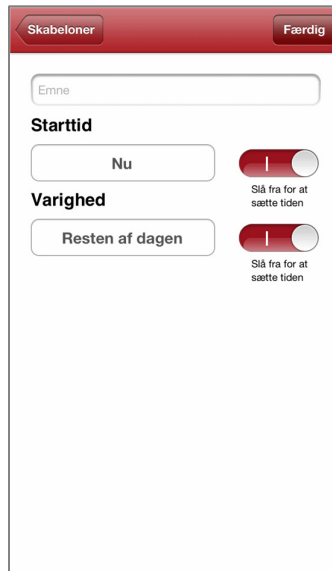 Skabeloner
Færdig
Emne
Starttid
Nu
Slå fra for at
sætte tiden
Varighed
Resten af dagen
Slå fra for at
sætte tiden